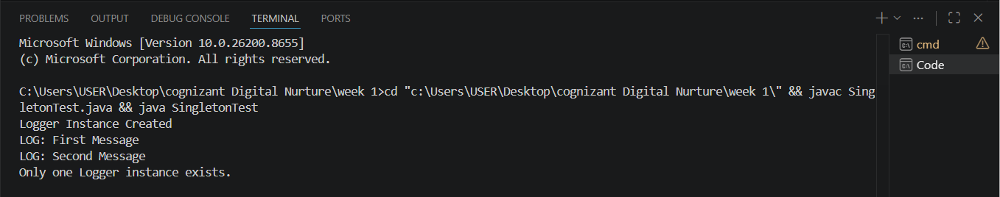 PROBLEMS OUTPUT DEBUG CONSOLE TERMINAL PORTS
Microsoft Windows [Version 10.0.26200.8655]
(c) Microsoft Corporation. All rights reserved.
C:\Users\USER\Desktop\cognizant Digital Nurture\week 1>cd "c:\Users\USER\Desktop\cognizant Digital Nurture\week 1\" && javac Sing
letonTest.java && java SingletonTest
Logger Instance Created
LOG: First Message
LOG: Second Message
Only one Logger instance exists.
cmd
Code